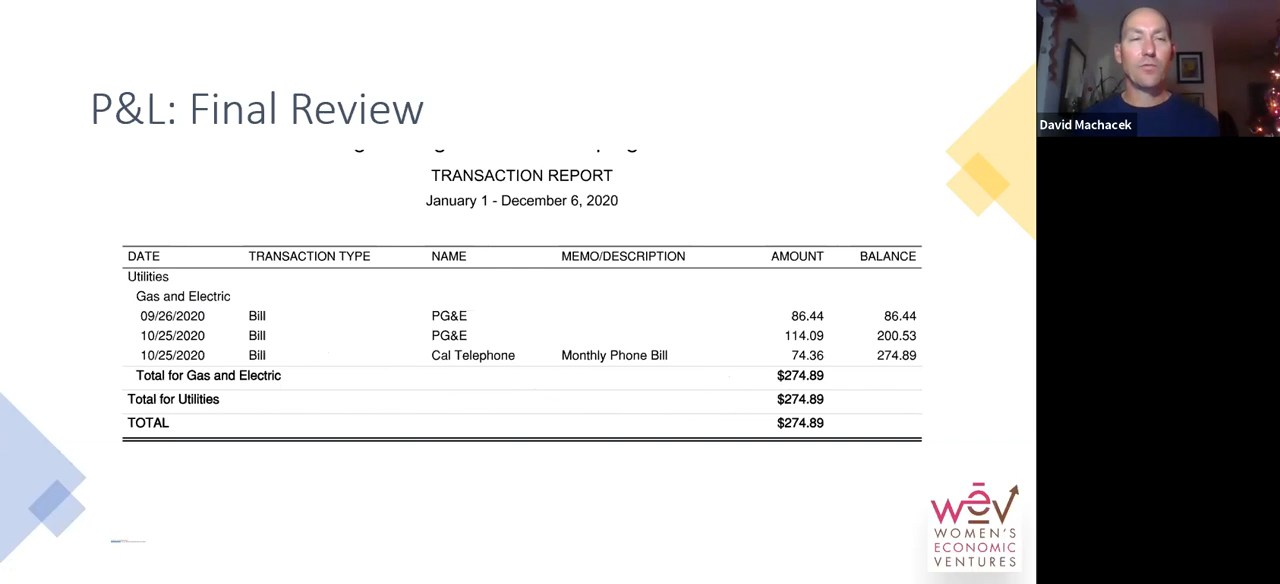 P&L: Final Review
TRANSACTION REPORT
January 1 - December 6, 2020
DATE TRANSACTION TYPE NAME MEMO/DESCRIPTION AMOUNT BALANCE
Utilities
Gas and Electric
09/26/2020 Bill PG&E 86.44 86.44
10/25/2020 Bill PG&E 114.09 200.53
10/25/2020 Bill Cal Telephone Monthly Phone Bill 74.36 274.89
Total for Gas and Electric $274.89
Total for Utilities $274.89
TOTAL $274.89
David Machacek
wev
WOMEN'S
ECONOMIC
VENTURES